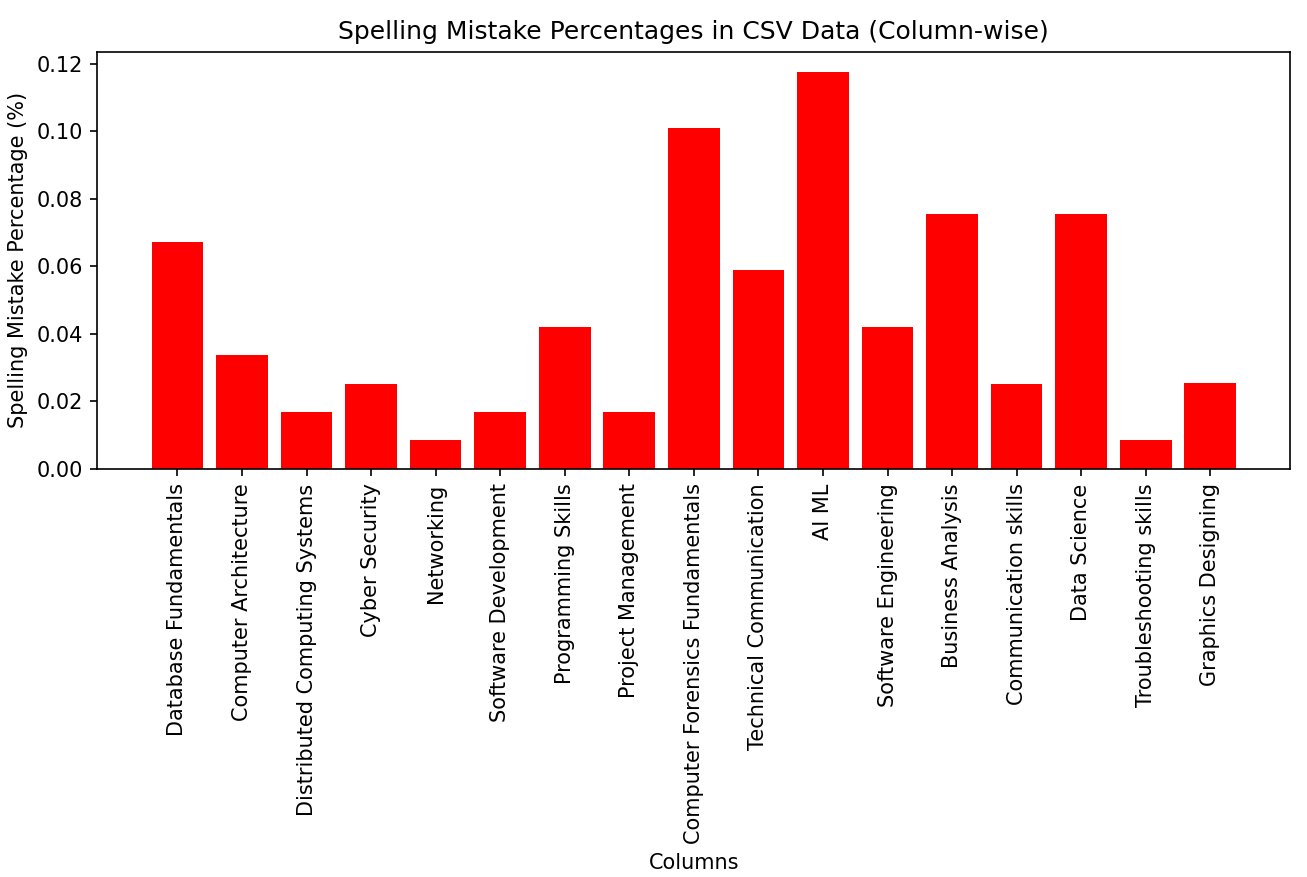 Spelling Mistake Percentages in CSV Data (Column-wise)
Spelling Mistake Percentage (%)
0.12
0.10
0.08
0.06
0.04
0.02
0.00
Database Fundamentals
Computer Architecture
Distributed Computing Systems
Cyber Security
Networking
Software Development
Programming Skills
Project Management
Computer Forensics Fundamentals
Technical Communication
AI ML
Software Engineering
Business Analysis
Communication skills
Data Science
Troubleshooting skills
Graphics Designing
Columns